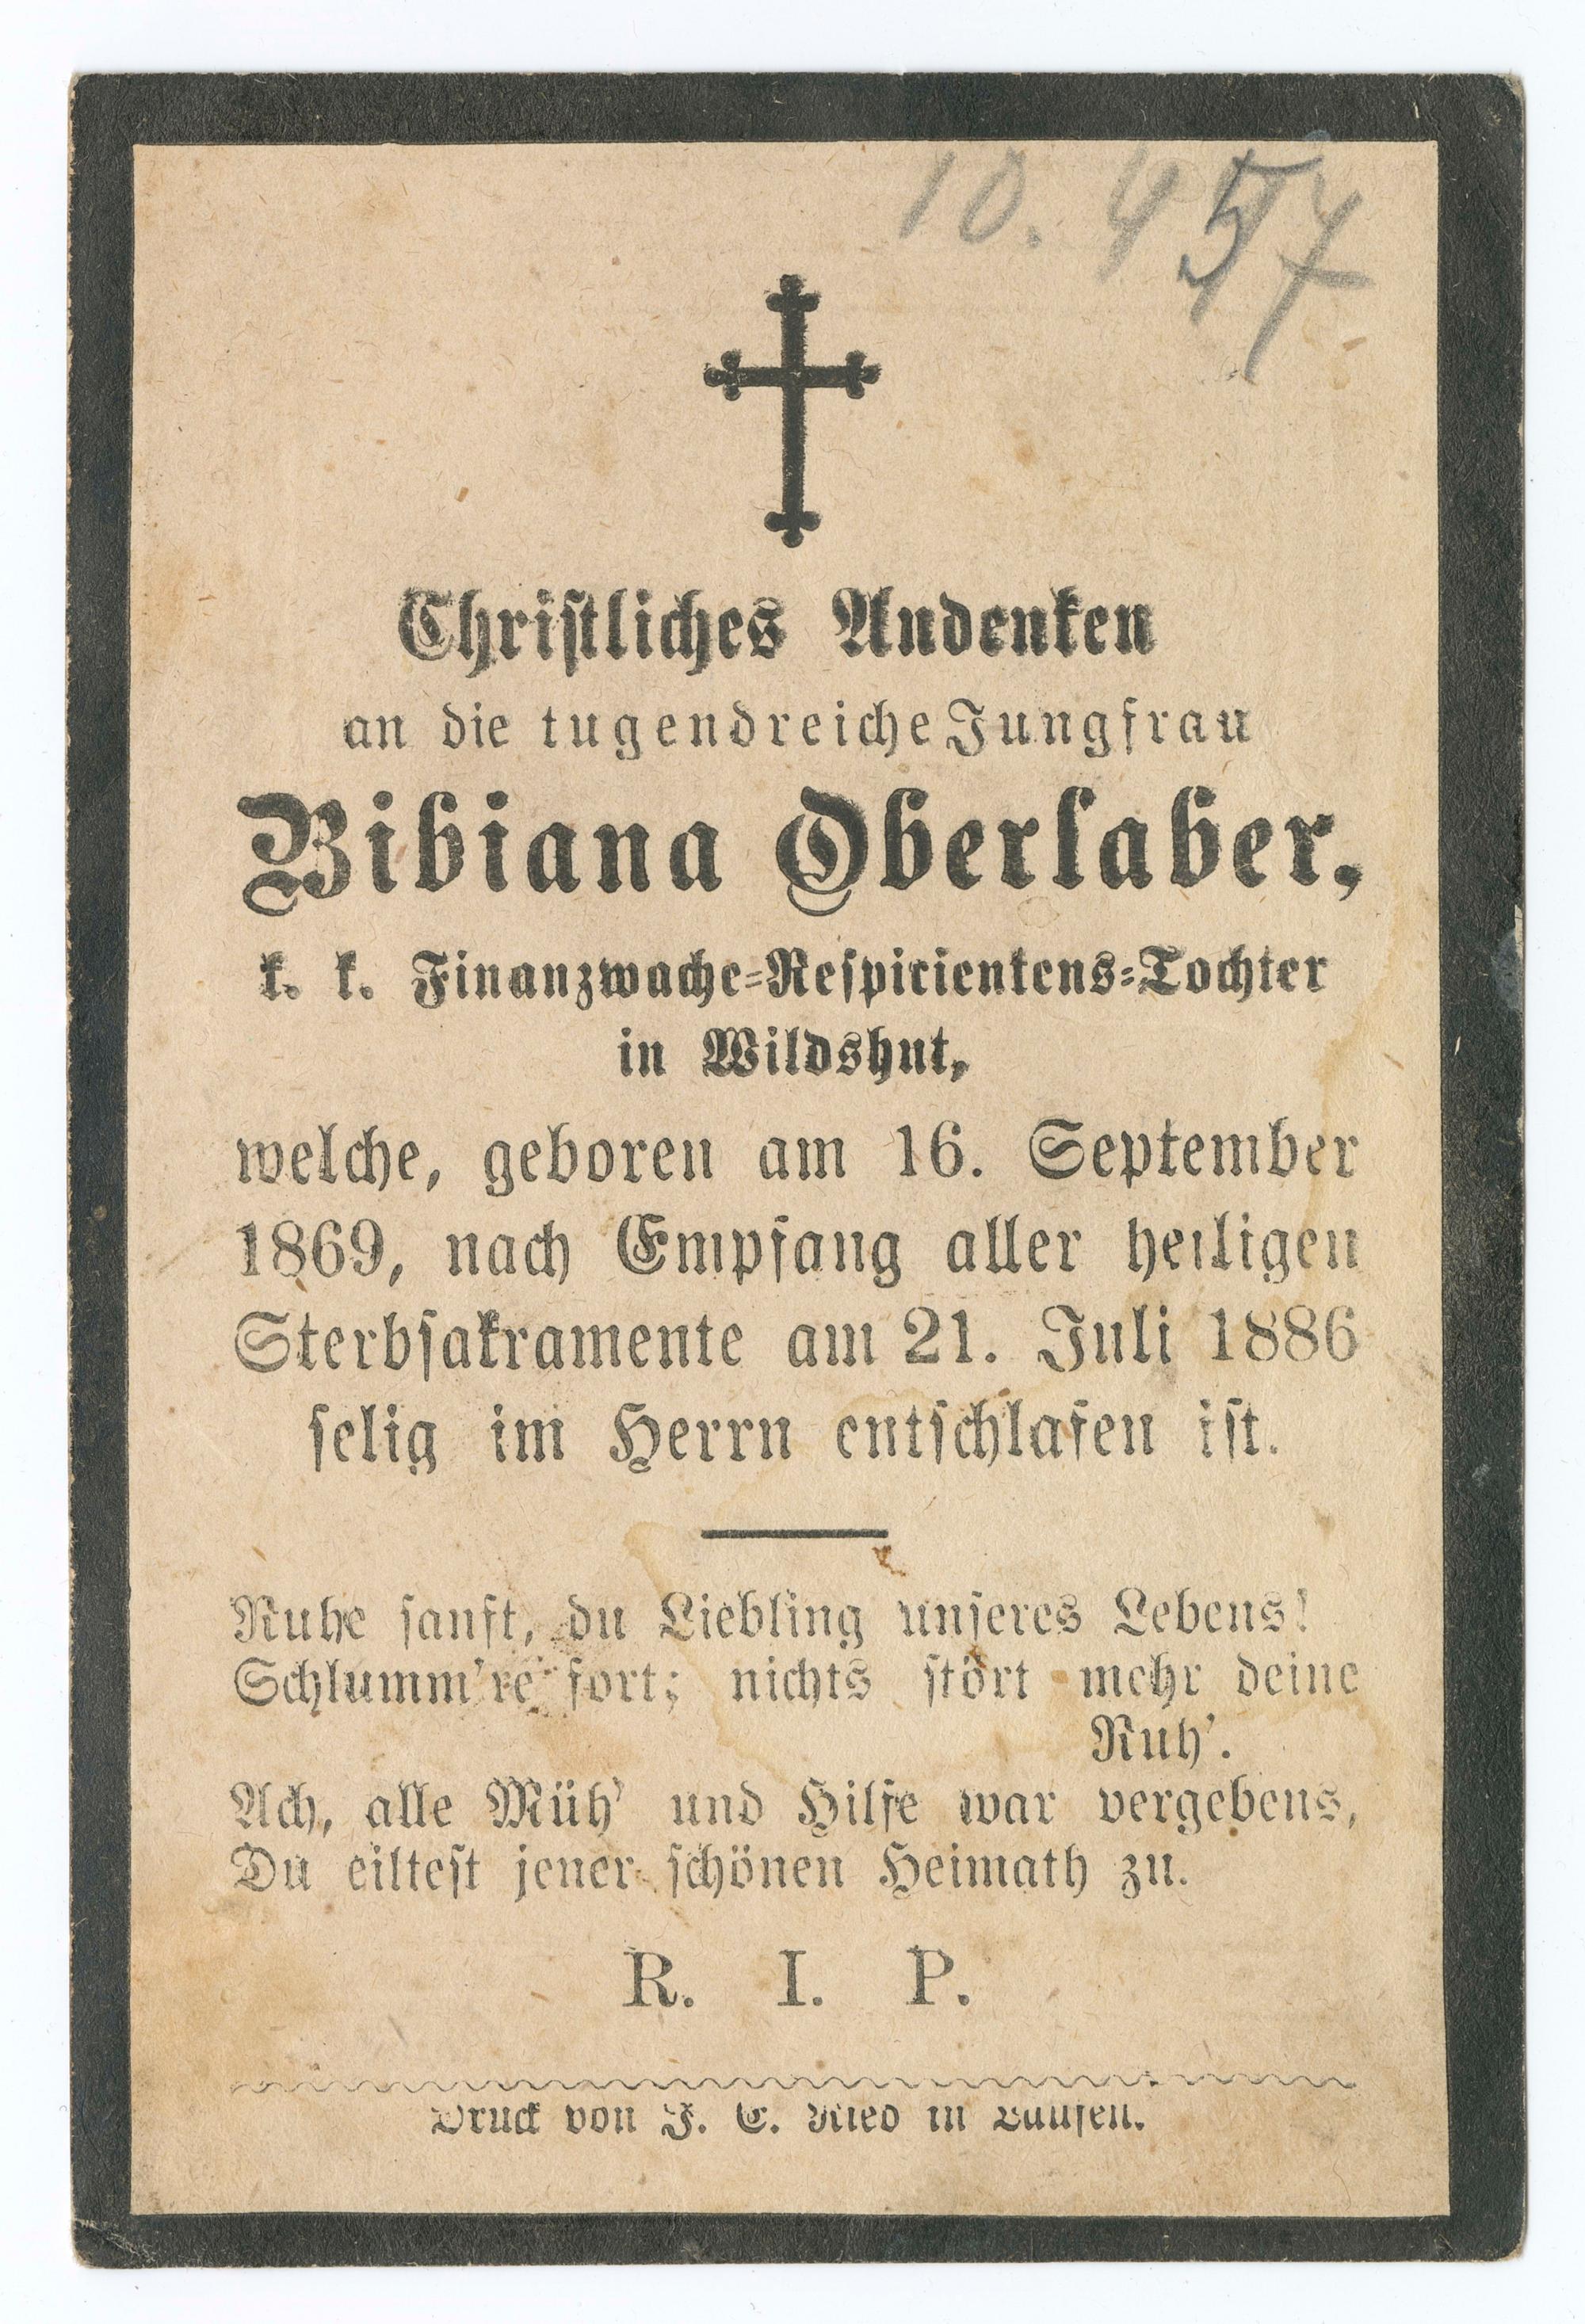 10. 457
Christliches Andenken
an die tugendreiche Jungfrau
Bibiana Oberlaber,
k. k. Finanzwache-Respicientens-Tochter
in Wildshut,
welche, geboren am 16. September
1869, nach Empfang aller heiligen
Sterbsakramente am 21. Juli 1886
selig im Herrn entschlafen ist.
Ruhe sanft, du Liebling unseres Lebens!
Schlumm're fort; nichts stört mehr deine
Ruh'.
Ach, alle Müh' und Hilfe war vergebens,
Du eiltest jener schönen Heimath zu.
R. I. P.
Druck von C. Ried in Laufen.